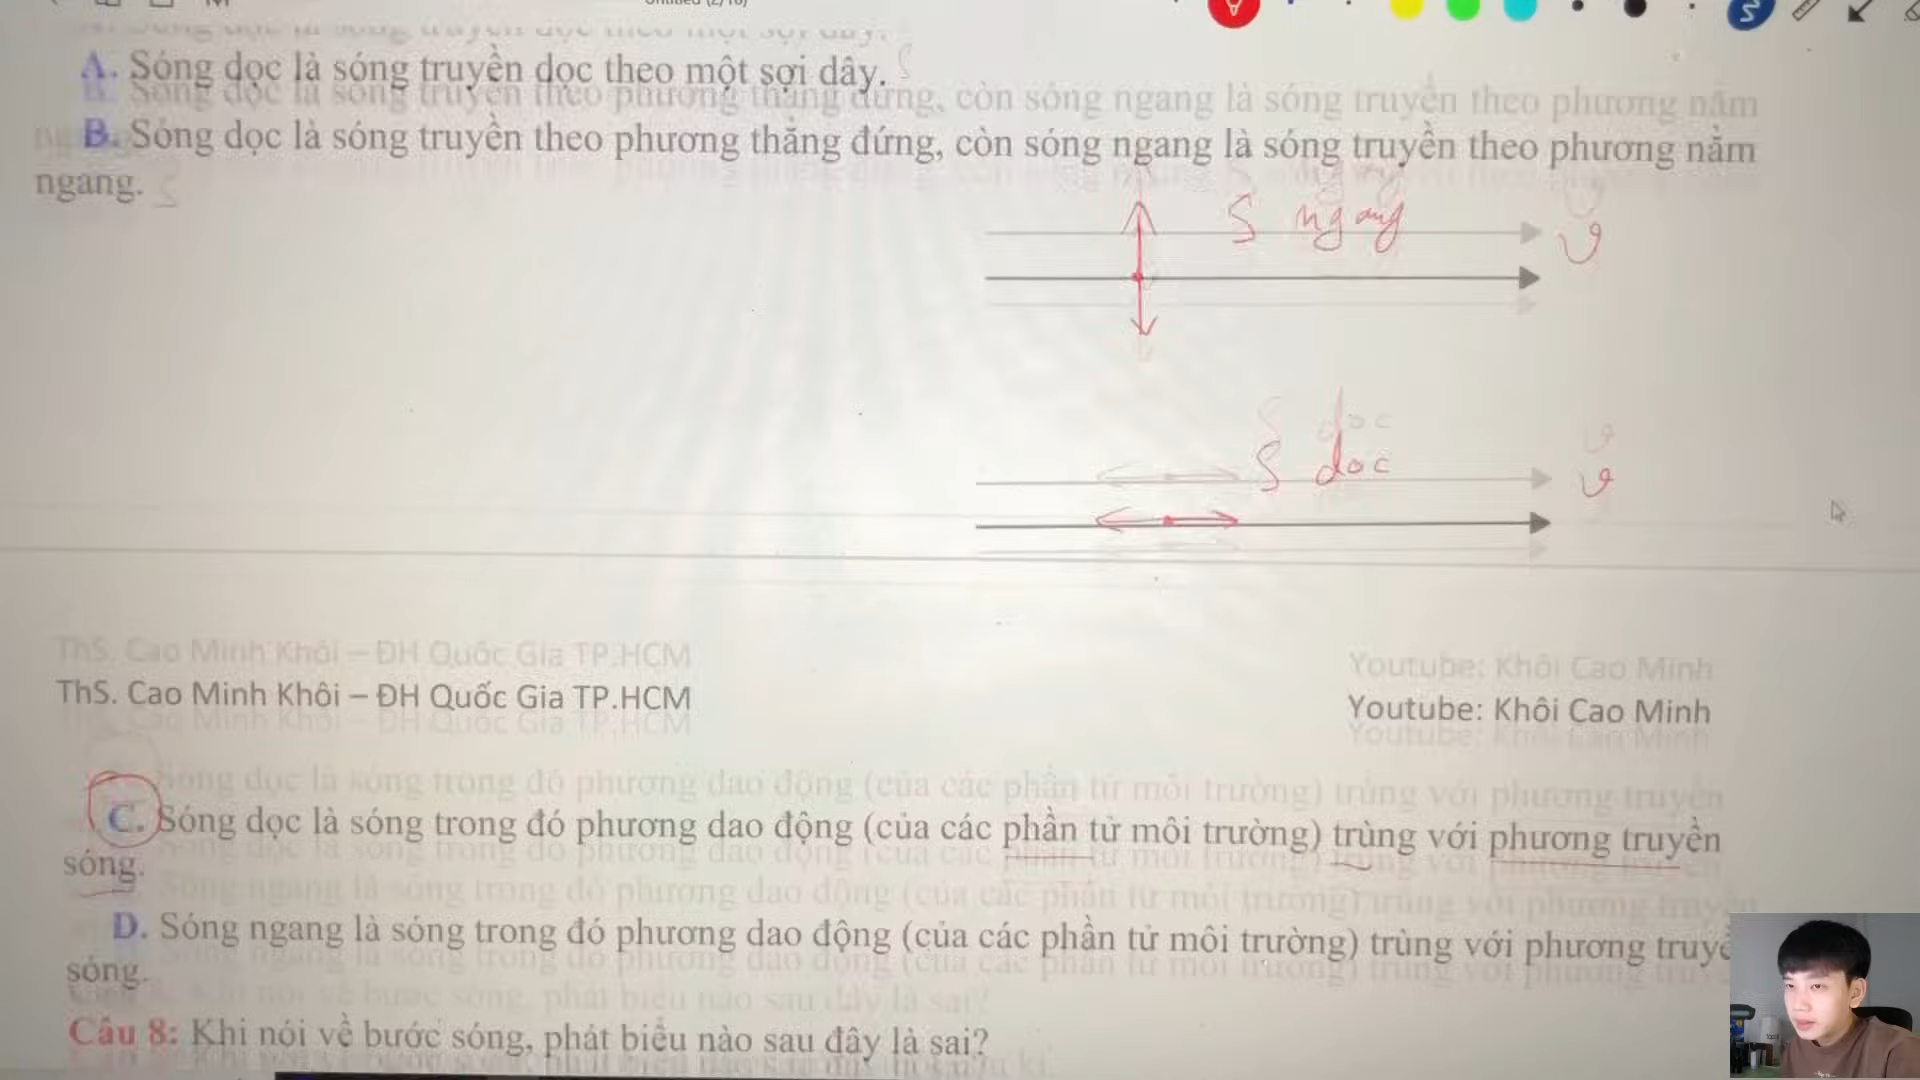 Untitled (2/10)
A. Sóng dọc là sóng truyền dọc theo một sợi dây. S
B. Sóng dọc là sóng truyền theo phương thẳng đứng, còn sóng ngang là sóng truyền theo phương nằm
ngang. S
S ngang v
S dọc v
ThS. Cao Minh Khôi – ĐH Quốc Gia TP.HCM
Youtube: Khôi Cao Minh
C. Sóng dọc là sóng trong đó phương dao động (của các phần tử môi trường) trùng với phương truyền
sóng.
D. Sóng ngang là sóng trong đó phương dao động (của các phần tử môi trường) trùng với phương
sóng.
Câu 8: Khi nói về bước sóng, phát biểu nào sau đây là sai?